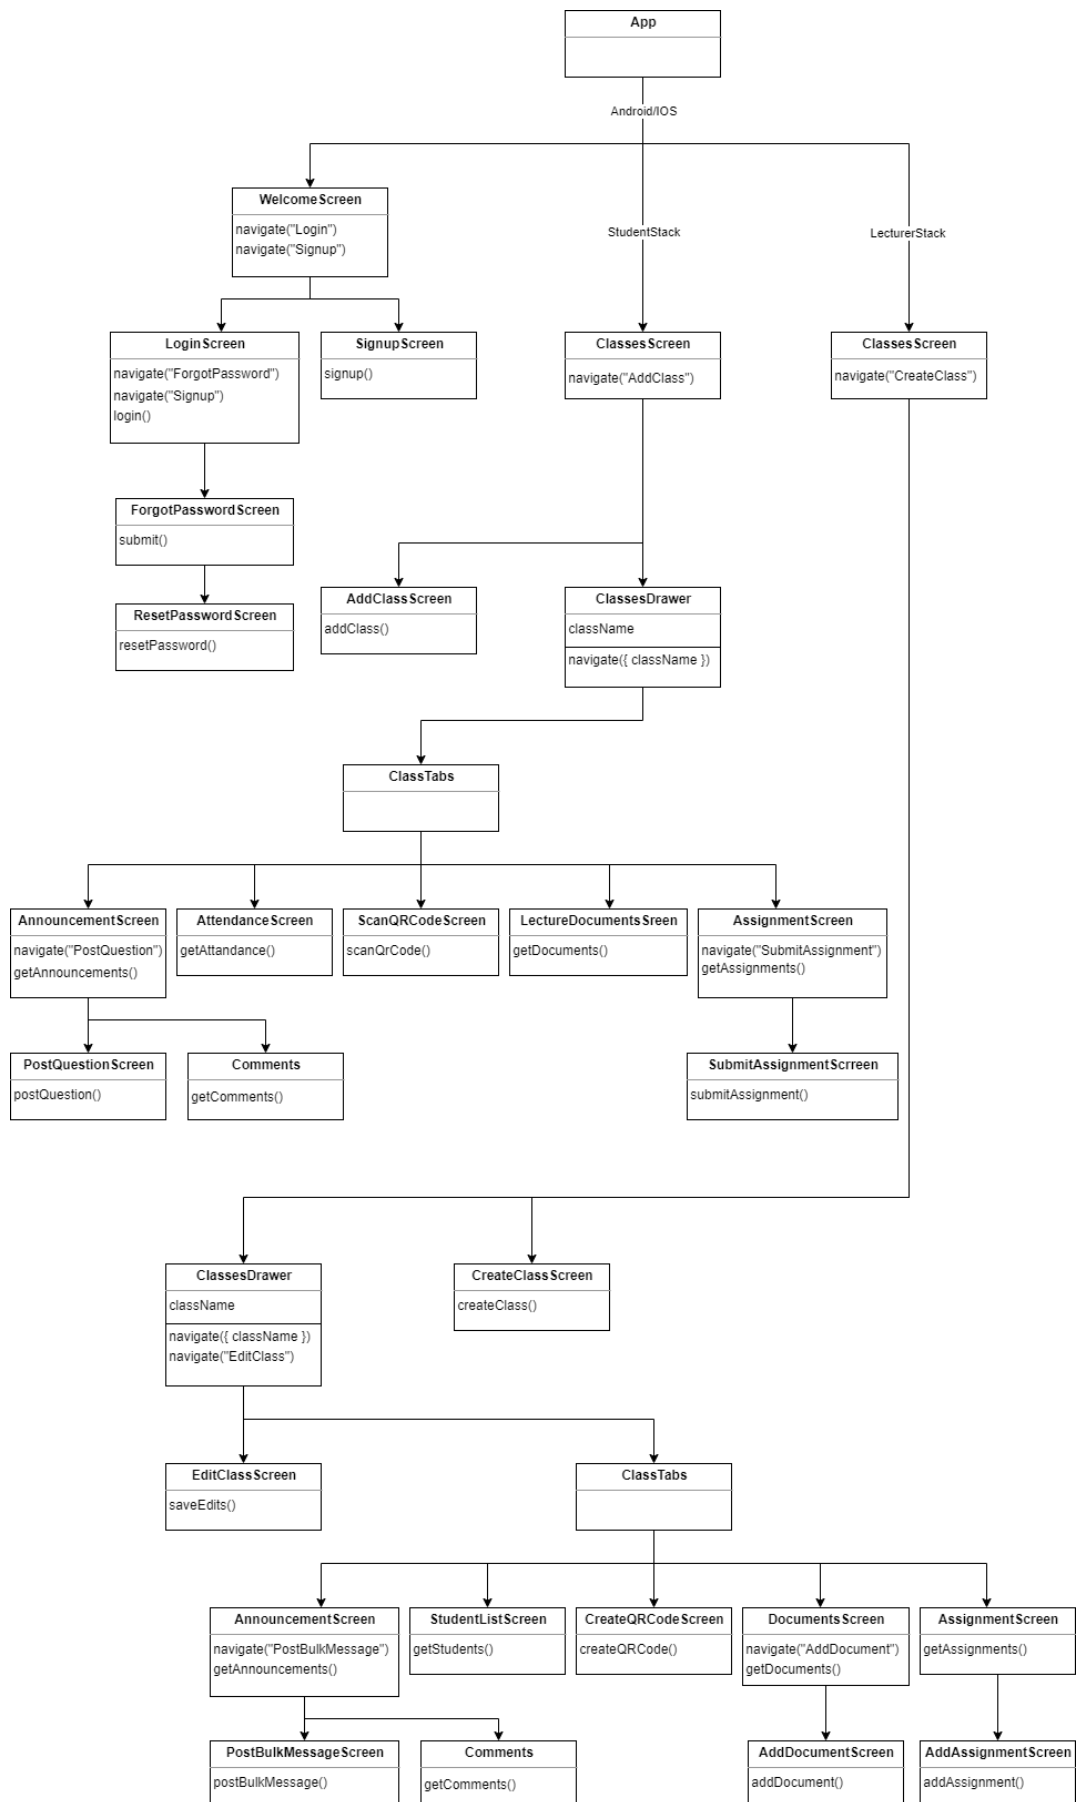 App
Android/IOS
WelcomeScreen
navigate("Login")
navigate("Signup")
StudentStack
LecturerStack
LoginScreen
navigate("ForgotPassword")
navigate("Signup")
login()
SignupScreen
signup()
ClassesScreen
navigate("AddClass")
ClassesScreen
navigate("CreateClass")
ForgotPasswordScreen
submit()
ResetPasswordScreen
resetPassword()
AddClassScreen
addClass()
ClassesDrawer
className
navigate({ className })
ClassTabs
AnnouncementScreen
navigate("PostQuestion")
getAnnouncements()
AttendanceScreen
getAttandance()
ScanQRCodeScreen
scanQrCode()
LectureDocumentsSreen
getDocuments()
AssignmentScreen
navigate("SubmitAssignment")
getAssignments()
PostQuestionScreen
postQuestion()
Comments
getComments()
SubmitAssignmentScrreen
submitAssignment()
ClassesDrawer
className
navigate({ className })
navigate("EditClass")
CreateClassScreen
createClass()
EditClassScreen
saveEdits()
ClassTabs
AnnouncementScreen
navigate("PostBulkMessage")
getAnnouncements()
StudentListScreen
getStudents()
CreateQRCodeScreen
createQRCode()
DocumentsScreen
navigate("AddDocument")
getDocuments()
AssignmentScreen
getAssignments()
PostBulkMessageScreen
postBulkMessage()
Comments
getComments()
AddDocumentScreen
addDocument()
AddAssignmentScreen
addAssignment()